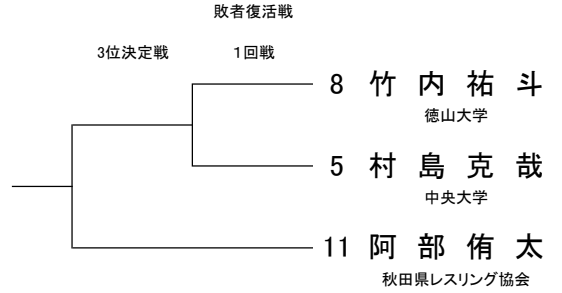 敗者復活戦
3位決定戦 1回戦
8 竹 内 祐 斗
徳山大学
5 村 島 克 哉
中央大学
11 阿 部 侑 太
秋田県レスリング協会